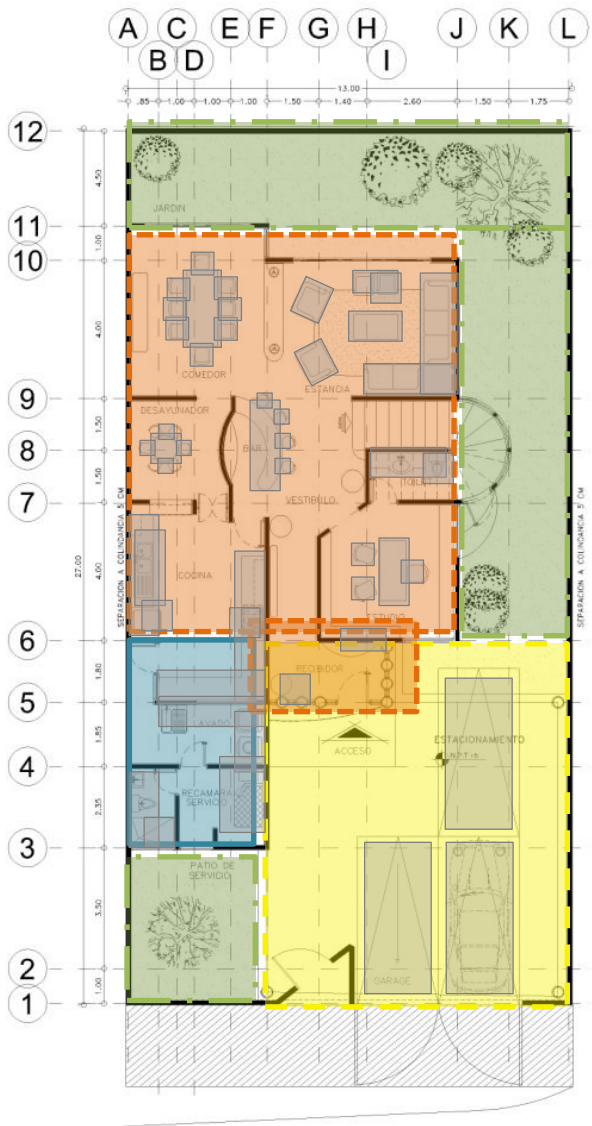 A C E F G H J K L
B D I
13.00
.85 1.00 1.00 1.00 1.50 1.40 2.60 1.50 1.75
12
4.50
JARDIN
11
1.00
10
4.00
COMEDOR
ESTANCIA
9
DESAYUNADOR
1.50
BAR
8
1.50
TOILET
VESTIBULO
7
SEPARACION A COLINDANCIA 5 CM
SEPARACION A COLINDANCIA 5 CM
27.00
4.00
COCINA
ESTUDIO
6
1.80
RECIBIDOR
5
LAVADO
1.85
ESTACIONAMIENTO
ACCESO
4
RECAMARA
SERVICIO
2.35
3
PATIO DE
SERVICIO
3.50
2
GARAGE
1.00
1